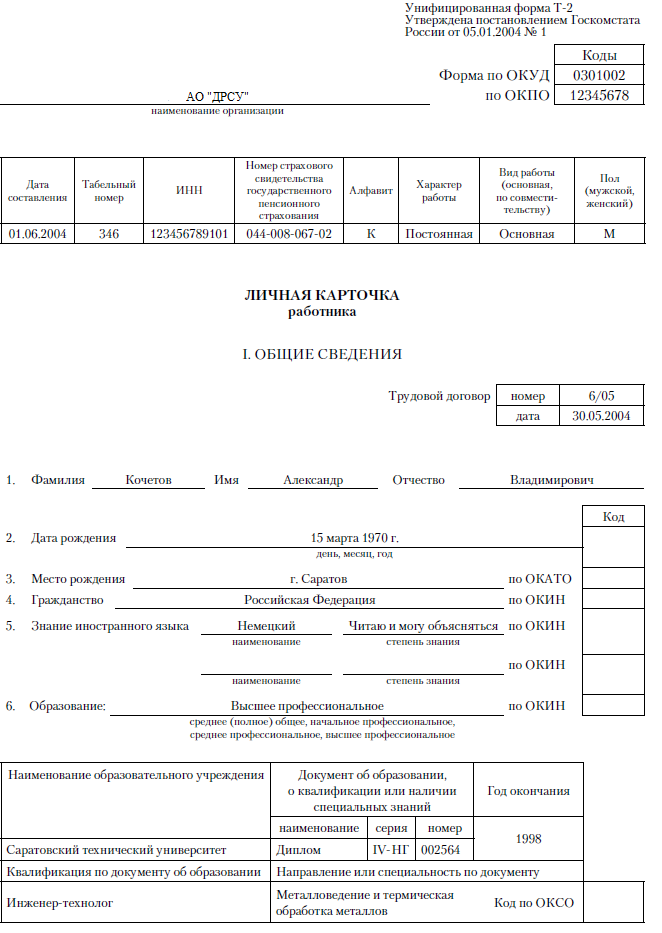 Унифицированная форма Т-2
Утверждена постановлением Госкомстата
России от 05.01.2004 № 1
Коды
Форма по ОКУД 0301002
АО "ДРСУ" по ОКПО 12345678
наименование организации
Дата составления Табельный номер ИНН Номер страхового свидетельства государственного пенсионного страхования Алфавит Характер работы Вид работы (основная, по совмести-тельству) Пол (мужской, женский)
01.06.2004 346 123456789101 044-008-067-02 К Постоянная Основная М
ЛИЧНАЯ КАРТОЧКА
работника
I. ОБЩИЕ СВЕДЕНИЯ
Трудовой договор номер 6/05
дата 30.05.2004
1. Фамилия Кочетов Имя Александр Отчество Владимирович
Код
2. Дата рождения 15 марта 1970 г.
день, месяц, год
3. Место рождения г. Саратов по ОКАТО
4. Гражданство Российская Федерация по ОКИН
5. Знание иностранного языка Немецкий Читаю и могу объясняться по ОКИН
наименование степень знания
по ОКИН
наименование степень знания
6. Образование: Высшее профессиональное по ОКИН
среднее (полное) общее, начальное профессиональное,
среднее профессиональное, высшее профессиональное
Наименование образовательного учреждения Документ об образовании, о квалификации или наличии специальных знаний Год окончания
наименование серия номер
1998
Саратовский технический университет Диплом IV-НГ 002564
Квалификация по документу об образовании Направление или специальность по документу
Инженер-технолог Металловедение и термическая обработка металлов Код по ОКСО